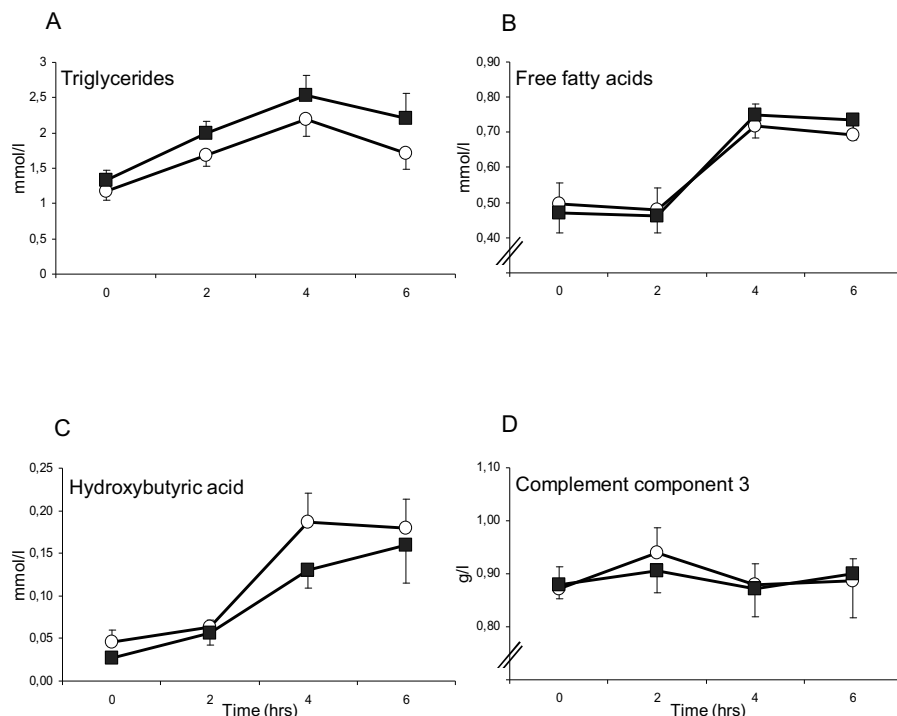 A
Triglycerides
mmol/l
3
2,5
2
1,5
1
0,5
0
0 2 4 6
B
Free fatty acids
mmol/l
0,90
0,80
0,70
0,60
0,50
0,40
0 2 4 6
C
Hydroxybutyric acid
mmol/l
0,25
0,20
0,15
0,10
0,05
0,00
0 2 4 6
Time (hrs)
D
Complement component 3
g/l
1,10
1,00
0,90
0,80
0 2 4 6
Time (hrs)